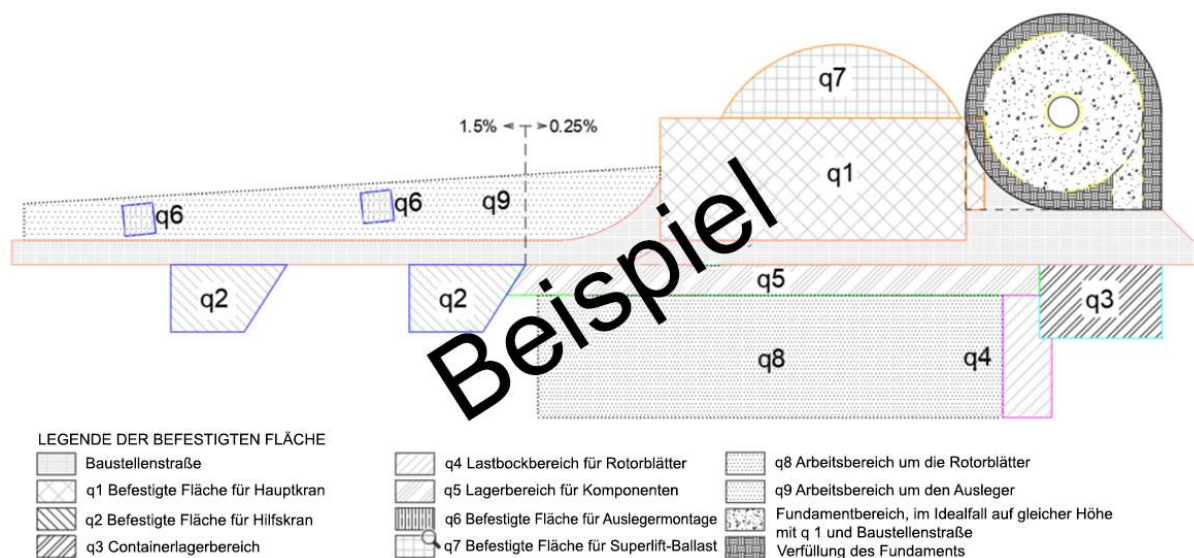 q7
1.5% 0.25%
q1
q6 q6 q9
q2 q2 q5 q3
q8 q4
Beispiel
LEGENDE DER BEFESTIGTEN FLÄCHE
Baustellenstraße
q1 Befestigte Fläche für Hauptkran
q2 Befestigte Fläche für Hilfskran
q3 Containerlagerbereich
q4 Lastbockbereich für Rotorblätter
q5 Lagerbereich für Komponenten
q6 Befestigte Fläche für Auslegermontage
q7 Befestigte Fläche für Superlift-Ballast
q8 Arbeitsbereich um die Rotorblätter
q9 Arbeitsbereich um den Ausleger
Fundamentbereich, im Idealfall auf gleicher Höhe
mit q 1 und Baustellenstraße
Verfüllung des Fundaments